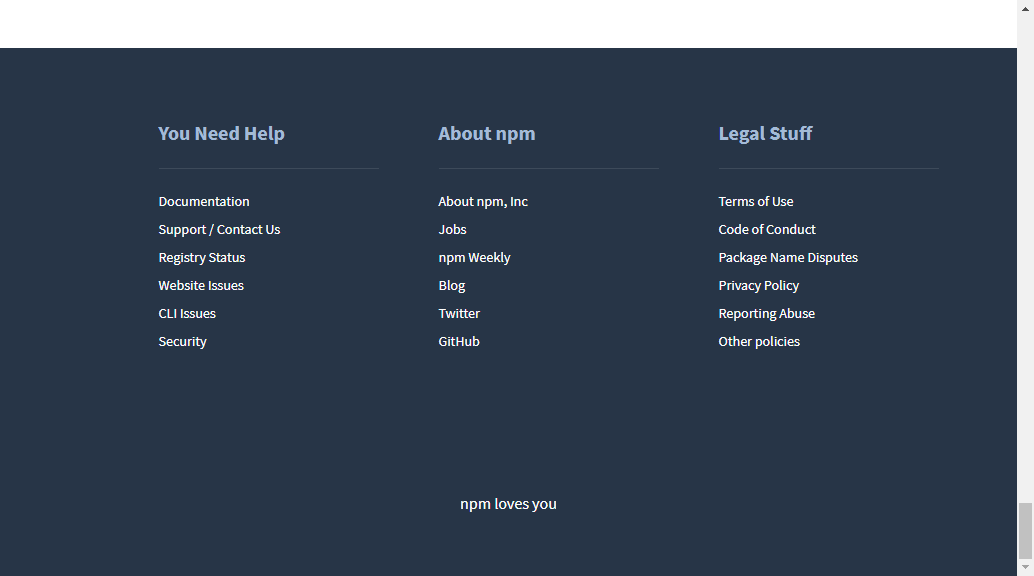 You Need Help
Documentation
Support / Contact Us
Registry Status
Website Issues
CLI Issues
Security
About npm
About npm, Inc
Jobs
npm Weekly
Blog
Twitter
GitHub
Legal Stuff
Terms of Use
Code of Conduct
Package Name Disputes
Privacy Policy
Reporting Abuse
Other policies
npm loves you